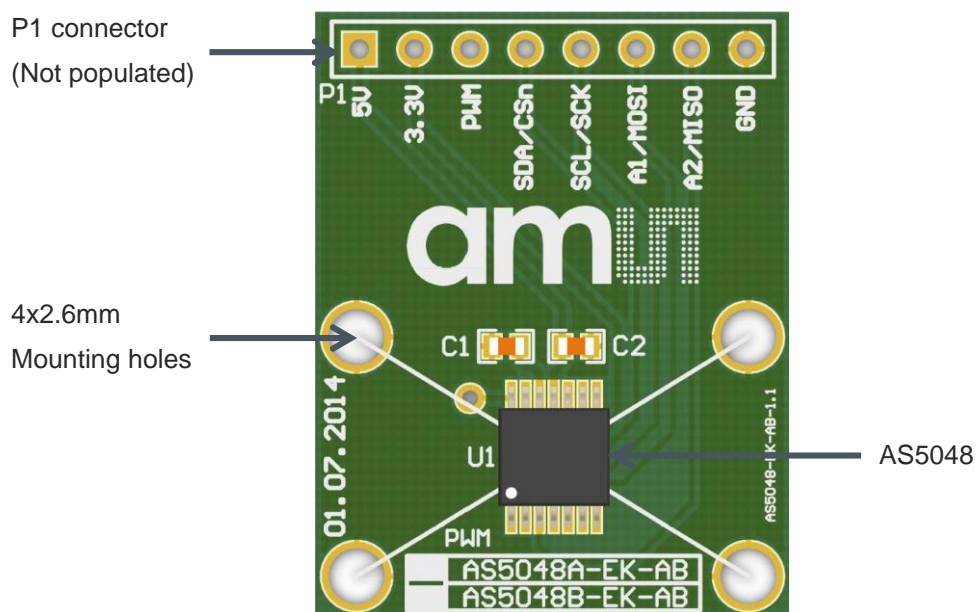 P1 connector
(Not populated)
P1
5V
3.3V
PWM
SDA/CSn
SCL/SCK
A1/MOSI
A2/MISO
GND
am
4x2.6mm
Mounting holes
C1
C2
01.07.2014
U1
AS5048-EK-AB-1.1
AS5048
PWM
AS5048A-EK-AB
AS5048B-EK-AB